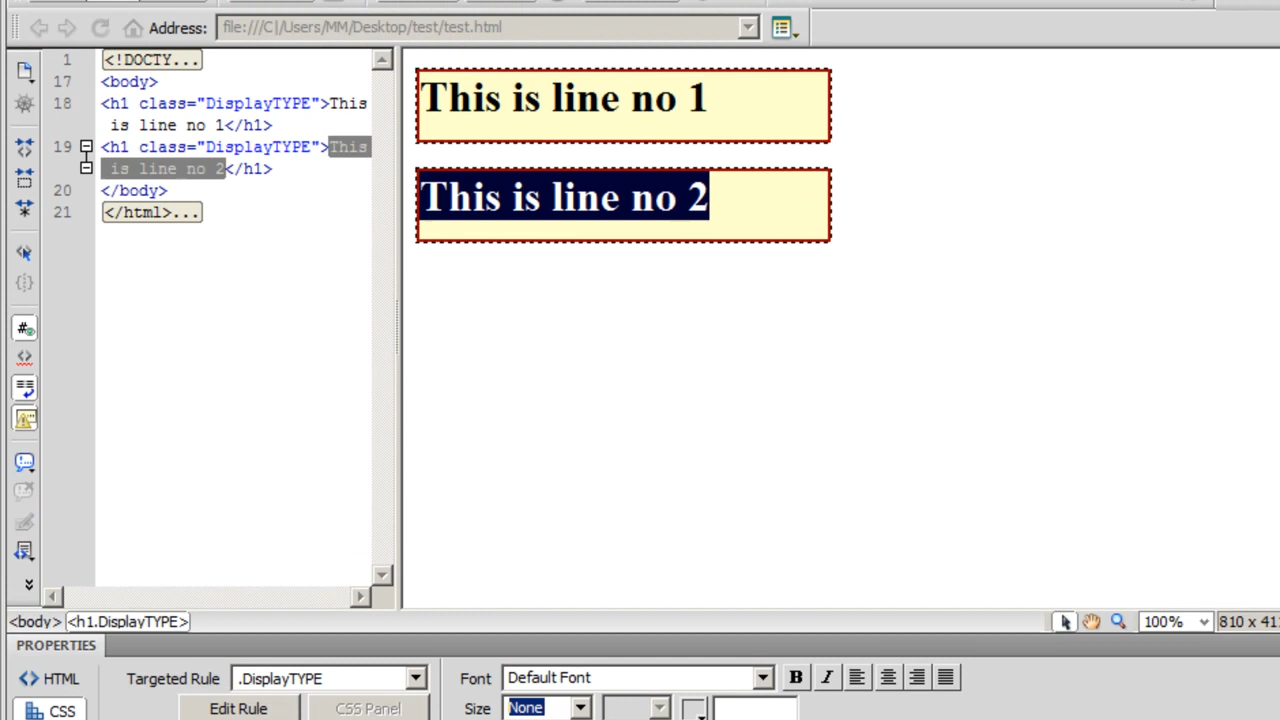 Address: file:///C|/Users/MM/Desktop/test/test.html
1 <!DOCTY...
17 <body>
18 <h1 class="DisplayTYPE">This
is line no 1</h1>
19 <h1 class="DisplayTYPE">This
is line no 2</h1>
20 </body>
21 </html>...
This is line no 1
This is line no 2
<body> <h1.DisplayTYPE> 100% 810 x 41
PROPERTIES
<> HTML Targeted Rule .DisplayTYPE Font Default Font B I
CSS Edit Rule CSS Panel Size None